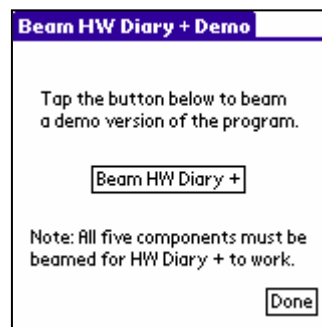 Beam HW Diary + Demo
Tap the button below to beam
a demo version of the program.
Beam HW Diary +
Note: All five components must be
beamed for HW Diary + to work.
Done